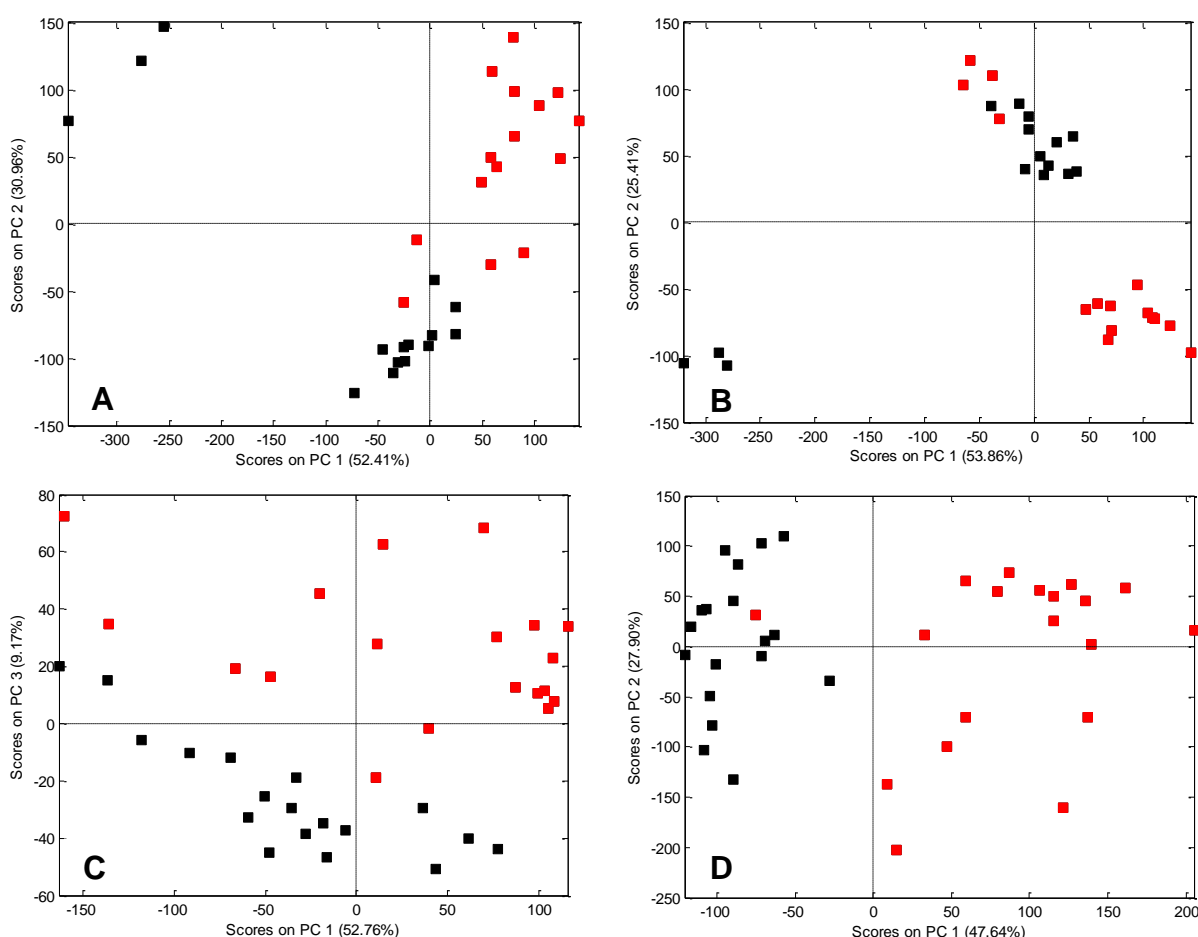 150
100
50
0
-50
-100
-150
Scores on PC 2 (30.96%)
A
-300 -250 -200 -150 -100 -50 0 50 100
Scores on PC 1 (52.41%)
150
100
50
0
-50
-100
-150
Scores on PC 2 (25.41%)
B
-300 -250 -200 -150 -100 -50 0 50 100
Scores on PC 1 (53.86%)
80
60
40
20
0
-20
-40
-60
Scores on PC 3 (9.17%)
C
-150 -100 -50 0 50 100
Scores on PC 1 (52.76%)
150
100
50
0
-50
-100
-150
-200
-250
Scores on PC 2 (27.90%)
D
-100 -50 0 50 100 150 200
Scores on PC 1 (47.64%)